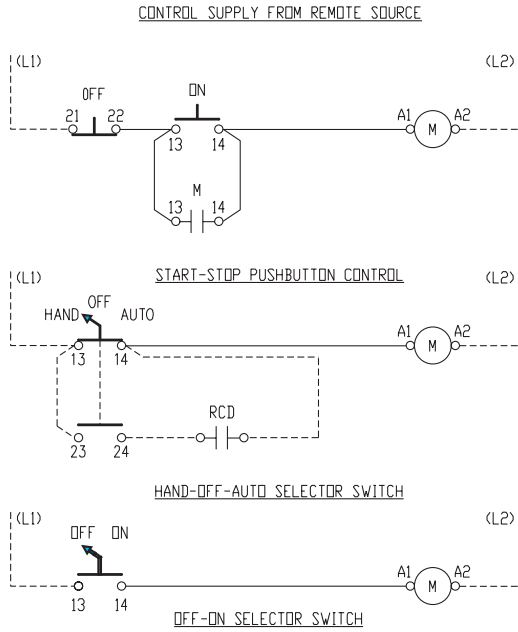 CONTROL SUPPLY FROM REMOTE SOURCE
(L1) (L2)
OFF ON
21 22 13 14 A1 M A2
M
13 14
START-STOP PUSHBUTTON CONTROL
(L1) (L2)
OFF
HAND AUTO
13 14 A1 M A2
RCD
23 24
HAND-OFF-AUTO SELECTOR SWITCH
(L1) (L2)
OFF ON
13 14 A1 M A2
OFF-ON SELECTOR SWITCH